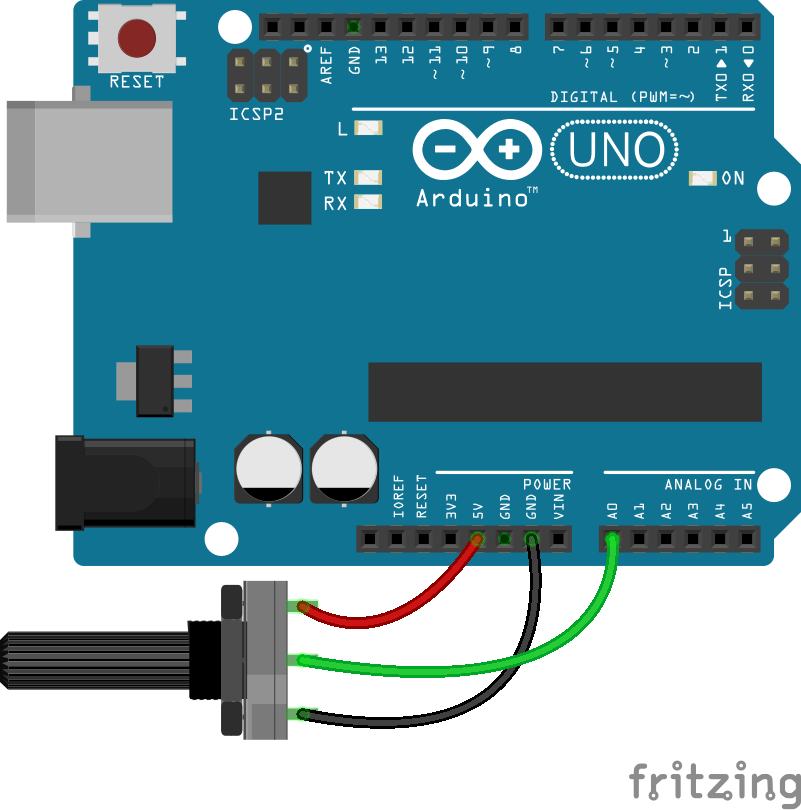 RESET
ICSP2
AREF
GND
13
12
~11
~10
~9
8
7
~6
~5
4
~3
2
TX0▶1
RX0◀0
DIGITAL (PWM=~)
L
TX
RX
UNO
Arduino™
ON
1
ICSP
POWER
ANALOG IN
IOREF
RESET
3V3
5V
GND
GND
VIN
A0
A1
A2
A3
A4
A5
fritzing